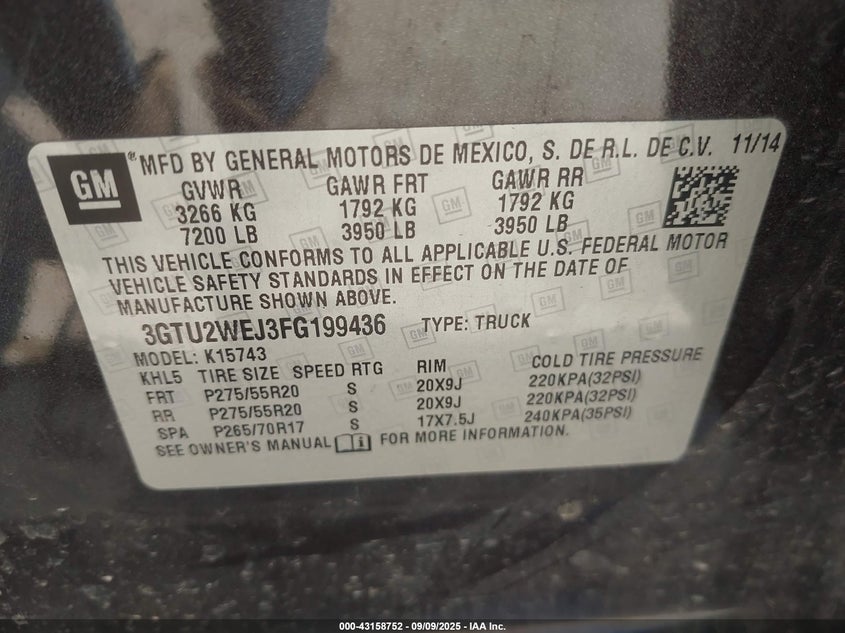 GM
® MFD BY GENERAL MOTORS DE MEXICO, S. DE R.L. DE C.V. 11/14
GVWR GAWR FRT GAWR RR
3266 KG 1792 KG 1792 KG
7200 LB 3950 LB 3950 LB
THIS VEHICLE CONFORMS TO ALL APPLICABLE U.S. FEDERAL MOTOR
VEHICLE SAFETY STANDARDS IN EFFECT ON THE DATE OF
MANUFACTURE SHOWN ABOVE.
3GTU2WEJ3FG199436 TYPE: TRUCK
MODEL: K15743
KHL5 TIRE SIZE SPEED RTG RIM COLD TIRE PRESSURE
FRT P275/55R20 S 20X9J 220KPA(32PSI)
RR P275/55R20 S 20X9J 220KPA(32PSI)
SPA P265/70R17 S 17X7.5J 240KPA(35PSI)
SEE OWNER'S MANUAL FOR MORE INFORMATION.
000-43158752 - 09/09/2025 - IAA Inc.